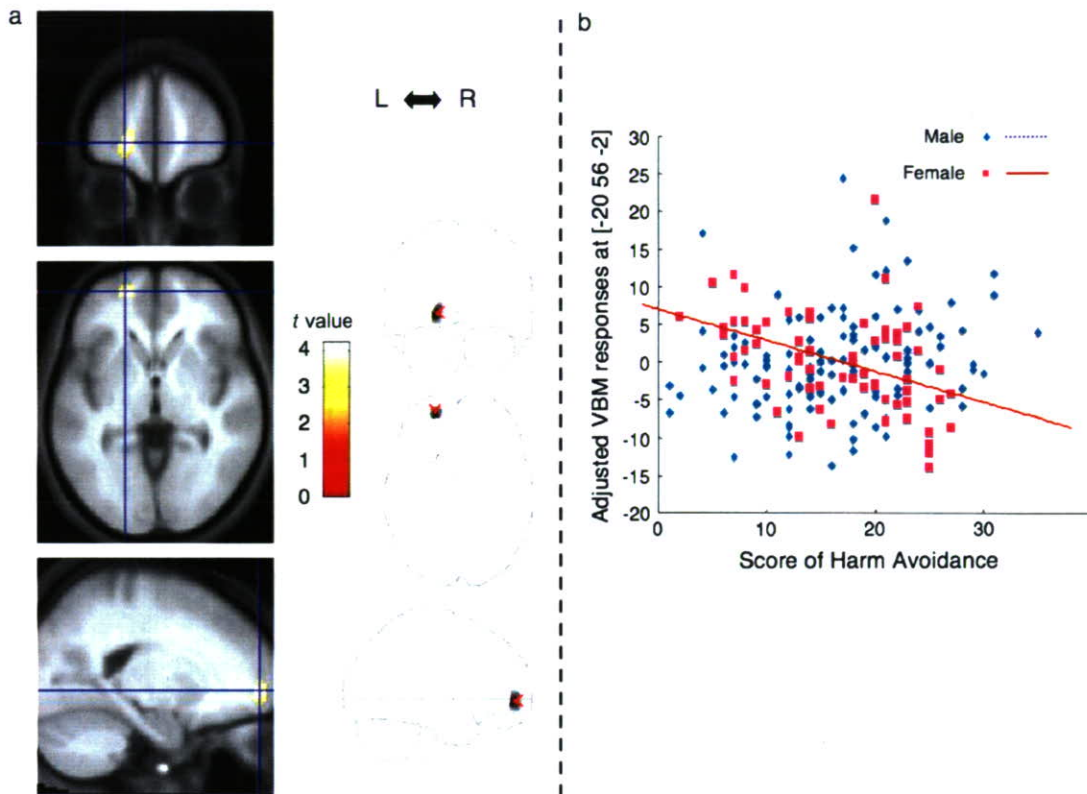 a
L R
t value
4
3
2
1
0
b
Male
Female
Adjusted VBM responses at [-20 56 -2]
30
25
20
15
10
5
0
-5
-10
-15
-20
0 10 20 30
Score of Harm Avoidance